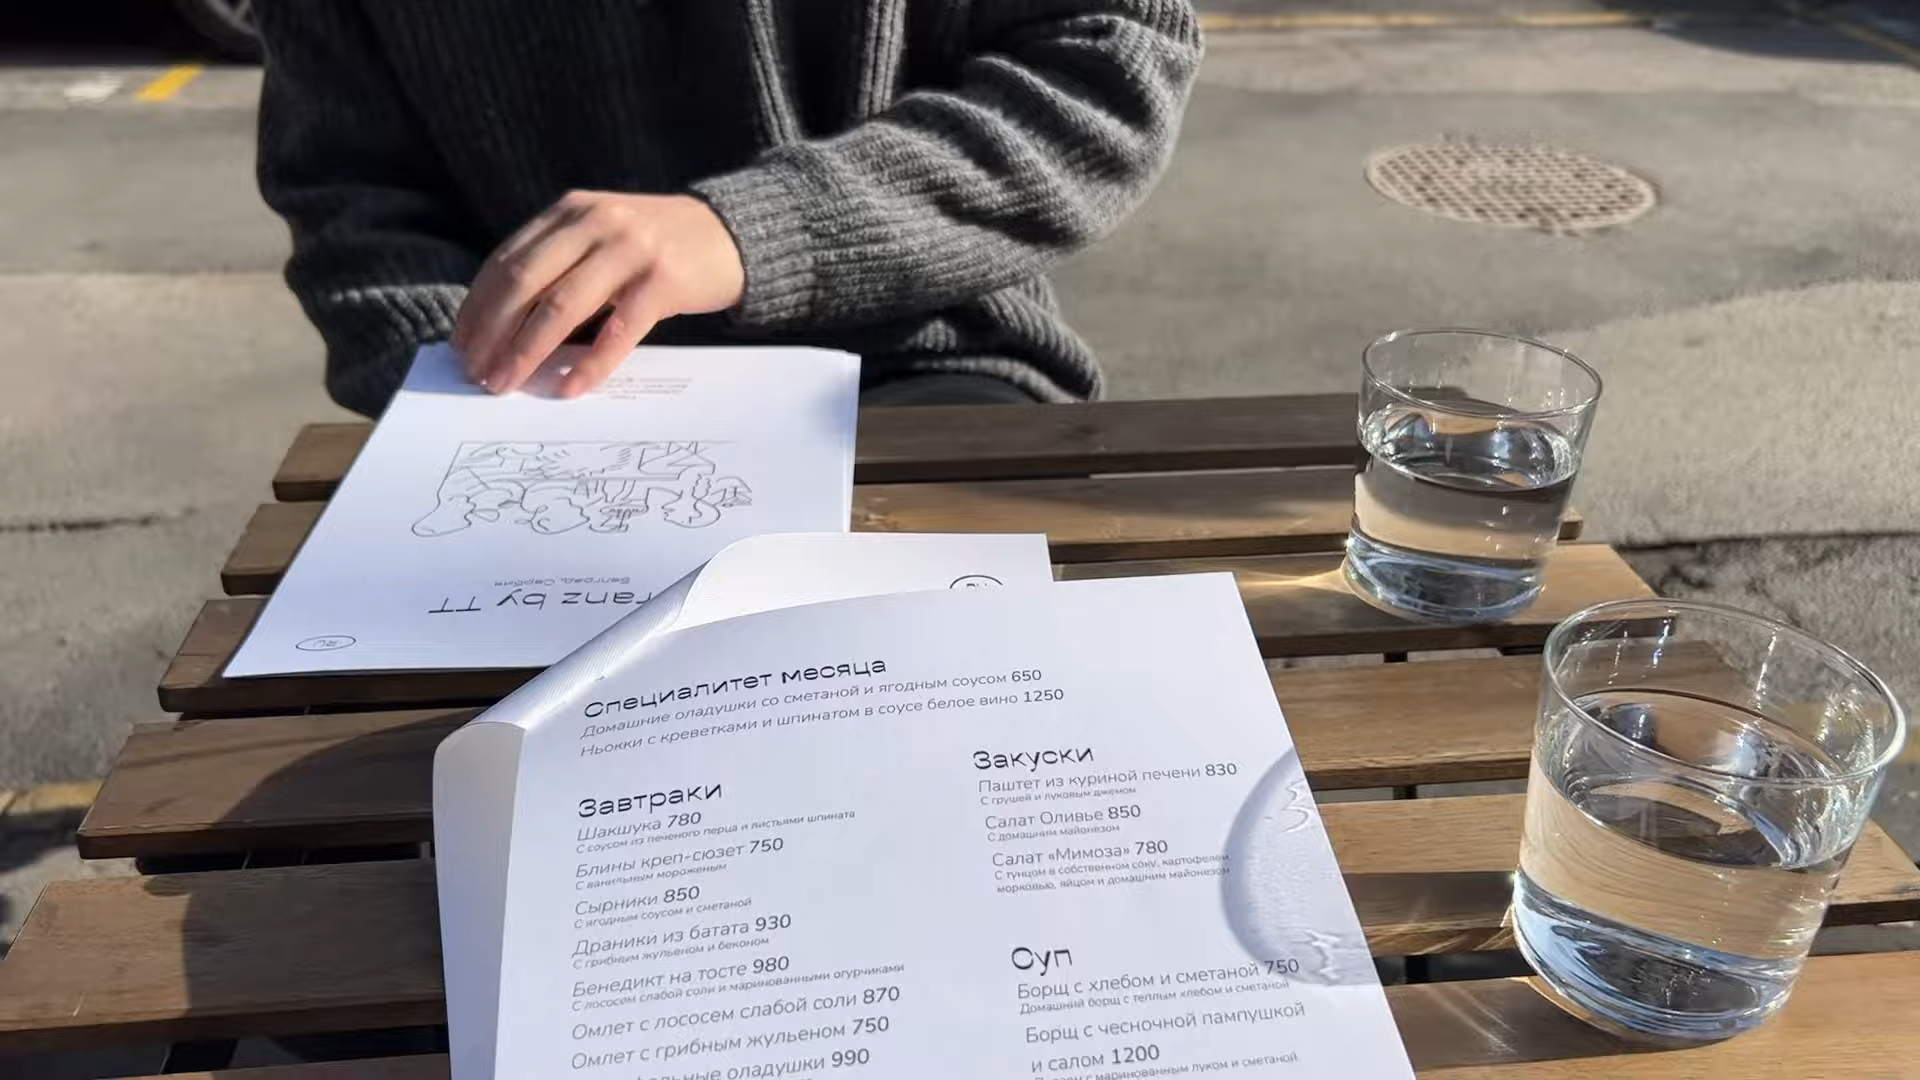 by TT
Белград, Сербия
RU
Специалитет месяца
Домашние оладушки со сметаной и ягодным соусом 650
Ньокки с креветками и шпинатом в соусе белое вино 1250
Завтраки
Шакшука 780
С соусом из печеного перца и листьями шпината
Блины креп-сюзет 750
С ванильным мороженым
Сырники 850
С ягодным соусом и сметаной
Драники из батата 930
С грибным жульеном и беконом
Бенедикт на тосте 980
С лососем слабой соли и маринованными огурчиками
Омлет с лососем слабой соли 870
Омлет с грибным жульеном 750
оладушки 990
Закуски
Паштет из куриной печени 830
С грушей и луковым джемом
Салат Оливье 850
С домашним майонезом
Салат «Мимоза» 780
С тунцом в собственном соку, картофелем,
морковью, яйцом и домашним майонезом
Суп
Борщ с хлебом и сметаной 750
Домашний борщ с теплым хлебом и сметаной
Борщ с чесночной пампушкой
и салом 1200
с маринованным луком и сметаной